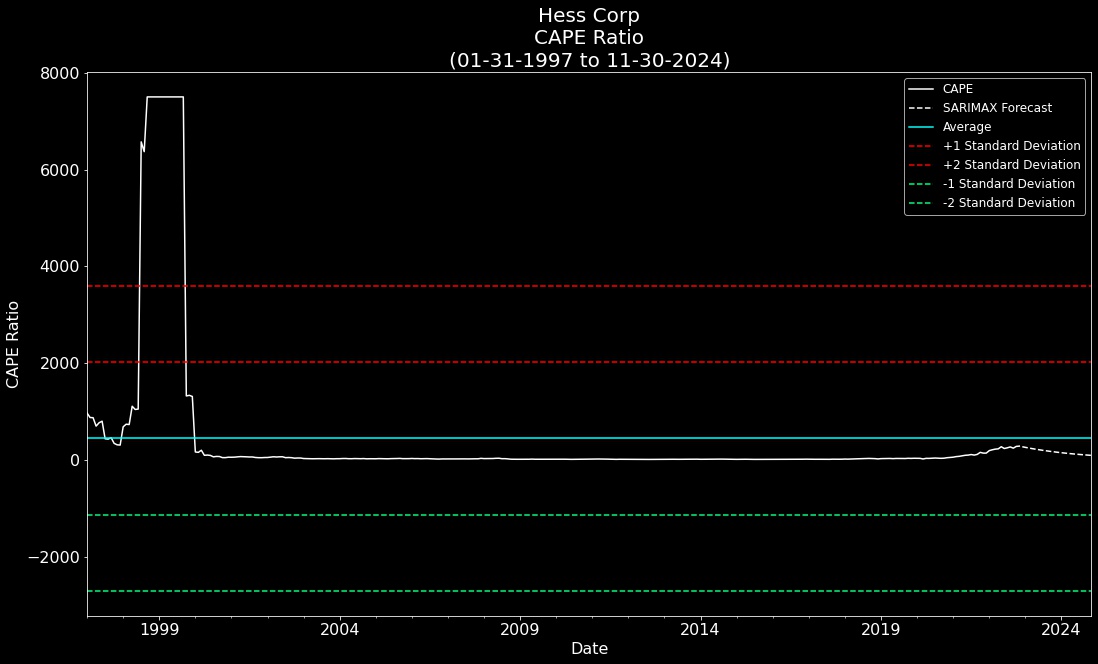 Hess Corp
CAPE Ratio
(01-31-1997 to 11-30-2024)
8000
6000
4000
2000
0
−2000
CAPE Ratio
CAPE
SARIMAX Forecast
Average
+1 Standard Deviation
+2 Standard Deviation
-1 Standard Deviation
-2 Standard Deviation
1999 2004 2009 2014 2019 2024
Date